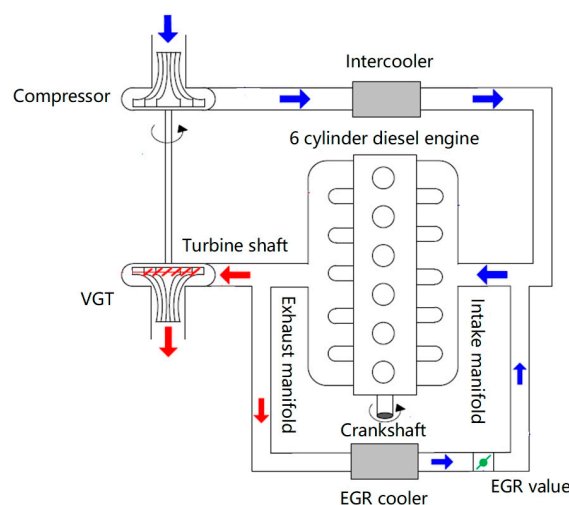 Intercooler
Compressor
6 cylinder diesel engine
Turbine shaft
VGT
Exhaust manifold
Intake manifold
Crankshaft
EGR cooler
EGR value